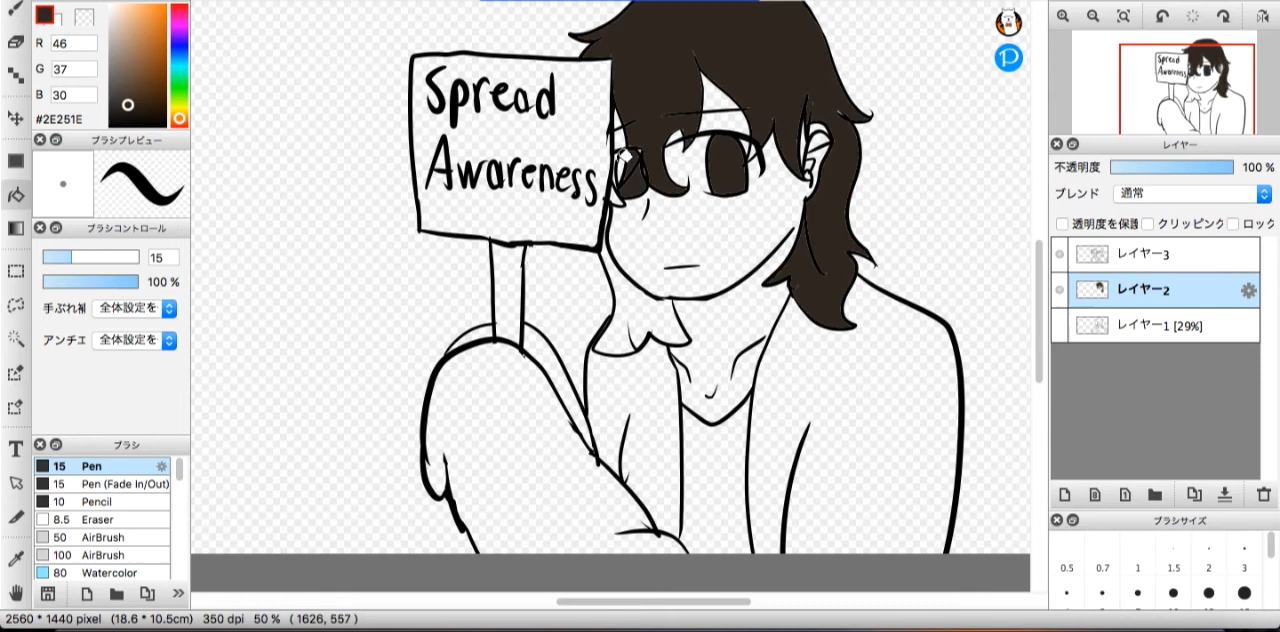 R 46
G 37
B 30
#2E251E
ブラシプレビュー
ブラシコントロール
15
100 %
手ぶれ補 全体設定を
アンチエ 全体設定を
ブラシ
15 Pen
15 Pen (Fade In/Out)
10 Pencil
8.5 Eraser
50 AirBrush
100 AirBrush
80 Watercolor
Spread
Awareness
Spread
Awareness
レイヤー
不透明度 100 %
ブレンド 通常
透明度を保護 クリッピング ロック
レイヤー3
レイヤー2
レイヤー1 [29%]
ブラシサイズ
0.5 0.7 1 1.5 2 3
2560 * 1440 pixel (18.6 * 10.5cm) 350 dpi 50 % ( 1626, 557 )